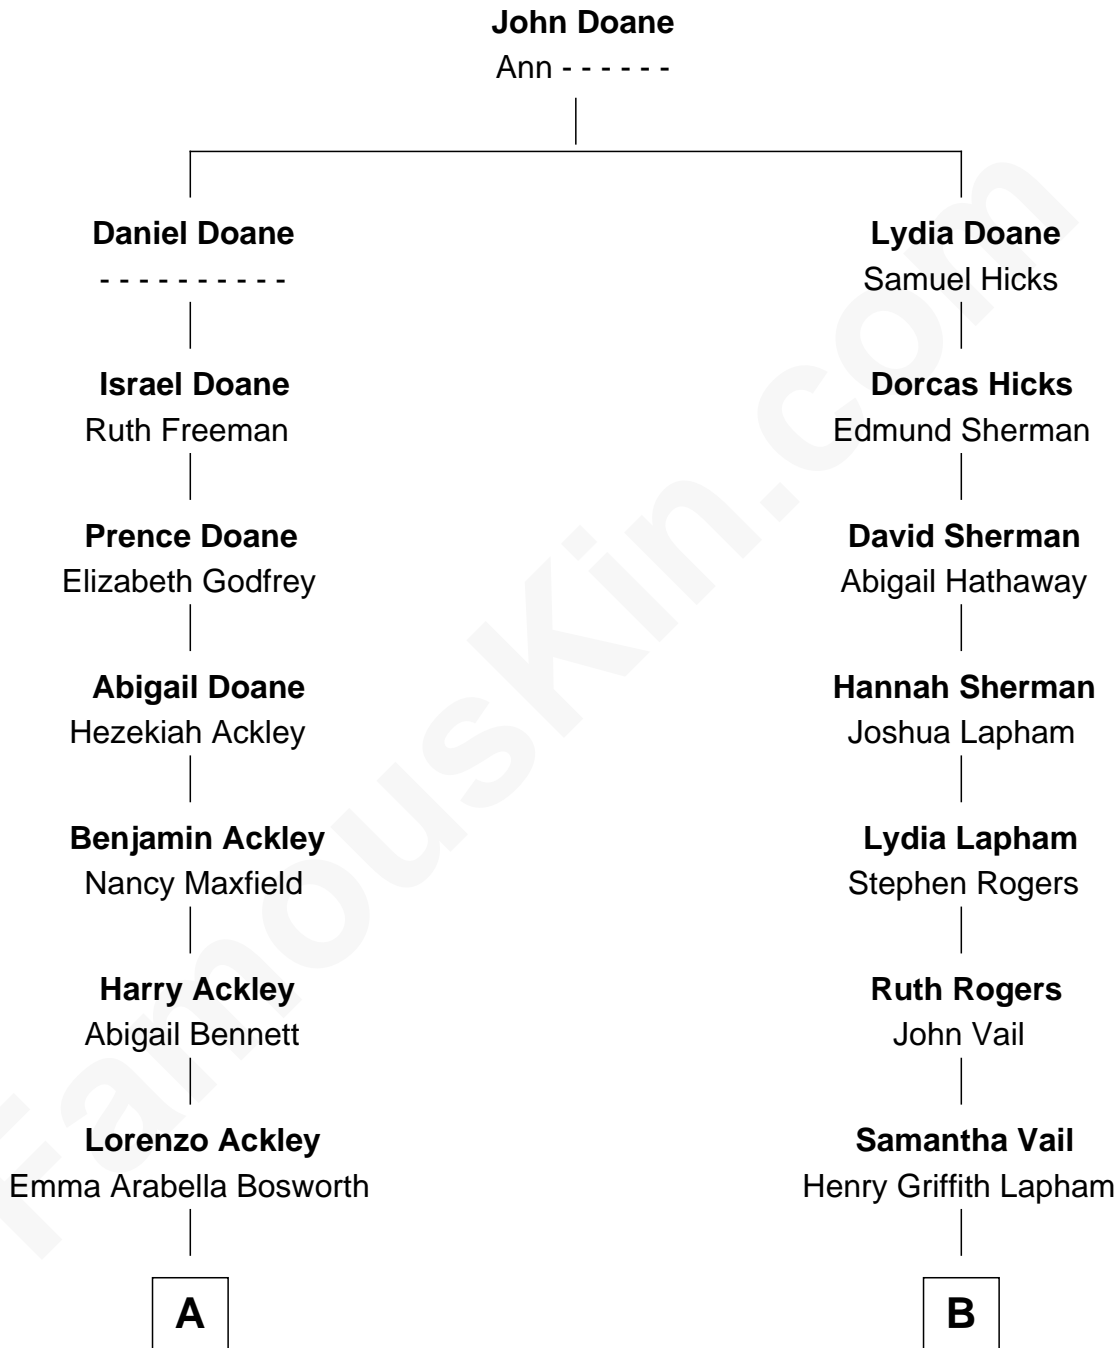 John Doane
Ann - - - - - -
Daniel Doane
- - - - - - - - - -
Lydia Doane
Samuel Hicks
Israel Doane
Ruth Freeman
Dorcas Hicks
Edmund Sherman
Prence Doane
Elizabeth Godfrey
David Sherman
Abigail Hathaway
Abigail Doane
Hezekiah Ackley
Hannah Sherman
Joshua Lapham
Benjamin Ackley
Nancy Maxfield
Lydia Lapham
Stephen Rogers
Harry Ackley
Abigail Bennett
Ruth Rogers
John Vail
Lorenzo Ackley
Emma Arabella Bosworth
Samantha Vail
Henry Griffith Lapham
A
B
FamousKin.com